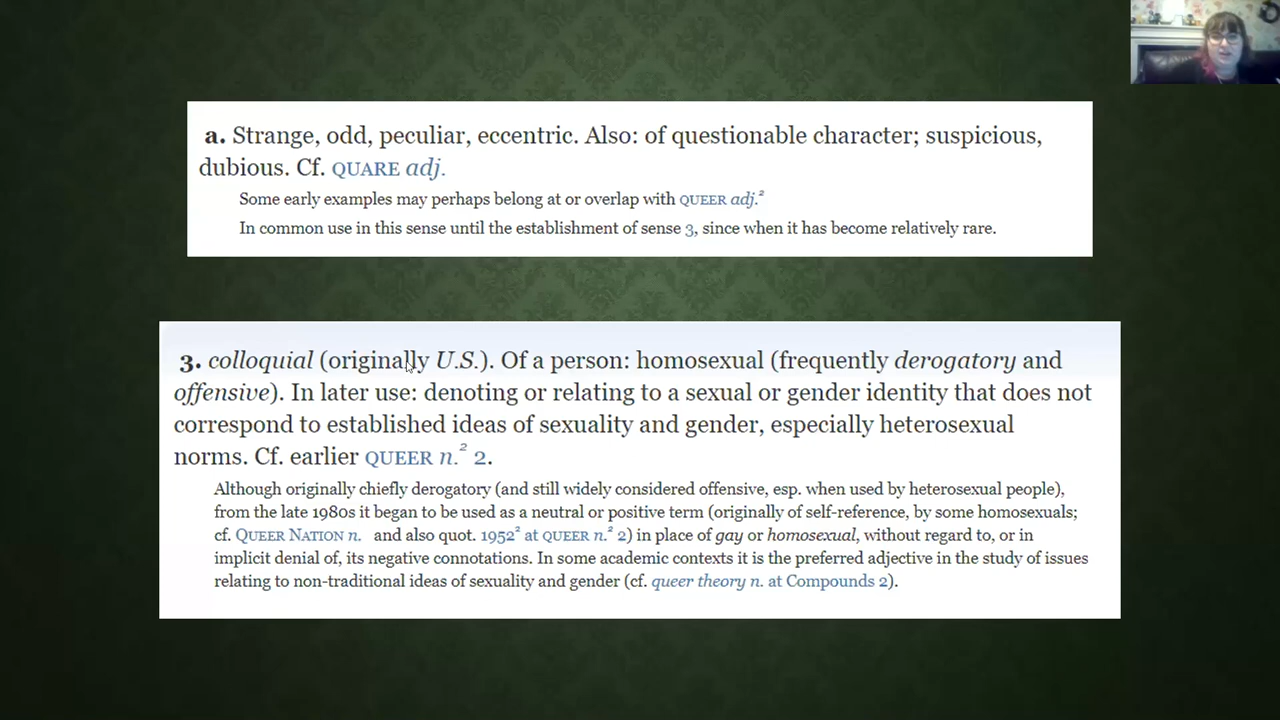 a. Strange, odd, peculiar, eccentric. Also: of questionable character; suspicious,
dubious. Cf. QUARE adj.
Some early examples may perhaps belong at or overlap with QUEER adj.²
In common use in this sense until the establishment of sense 3, since when it has become relatively rare.
3. colloquial (originally U.S.). Of a person: homosexual (frequently derogatory and
offensive). In later use: denoting or relating to a sexual or gender identity that does not
correspond to established ideas of sexuality and gender, especially heterosexual
norms. Cf. earlier QUEER n.² 2.
Although originally chiefly derogatory (and still widely considered offensive, esp. when used by heterosexual people),
from the late 1980s it began to be used as a neutral or positive term (originally of self-reference, by some homosexuals;
cf. QUEER NATION n. and also quot. 1952² at QUEER n.² 2) in place of gay or homosexual, without regard to, or in
implicit denial of, its negative connotations. In some academic contexts it is the preferred adjective in the study of issues
relating to non-traditional ideas of sexuality and gender (cf. queer theory n. at Compounds 2).